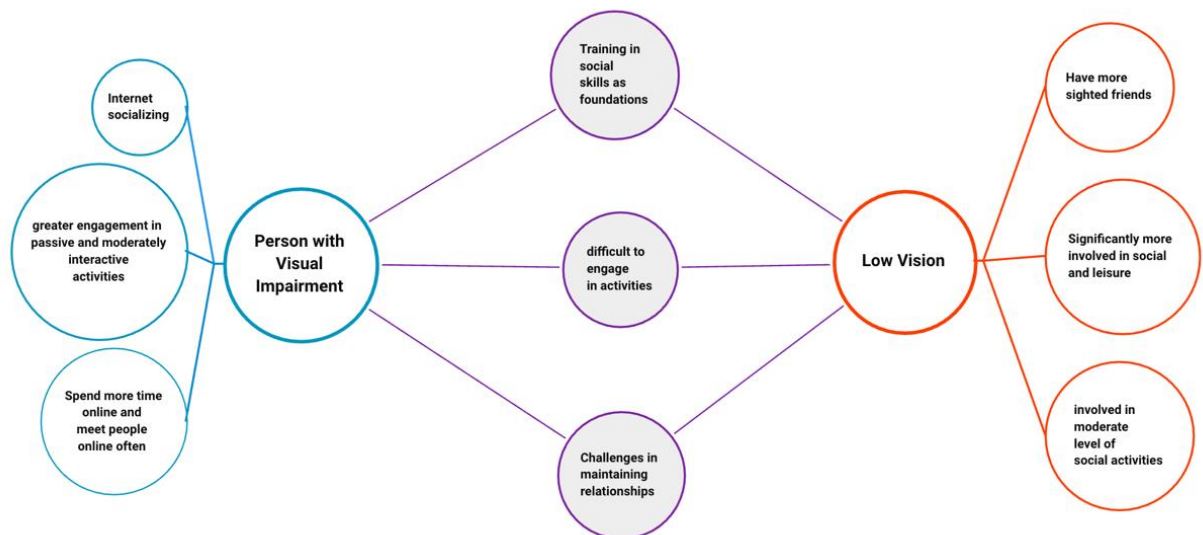 Internet
socializing
greater engagement in
passive and moderately
interactive
activities
Spend more time
online and
meet people
online often
Person with
Visual
Impairment
Training in
social
skills as
foundations
difficult to
engage
in activities
Challenges in
maintaining
relationships
Low Vision
Have more
sighted friends
Significantly more
involved in social
and leisure
involved in
moderate
level of
social activities